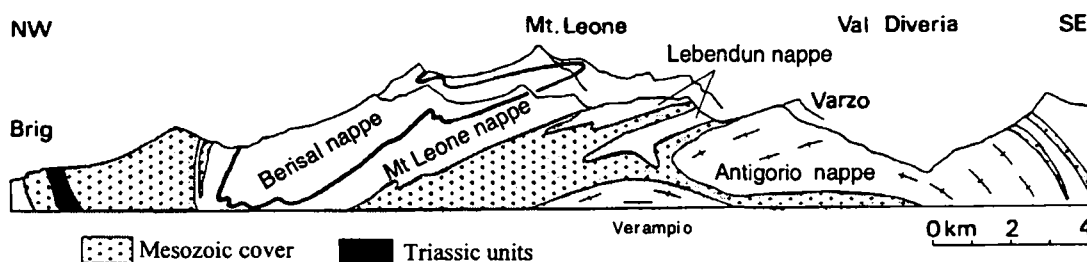 NW Mt. Leone Val Diveria SE
Lebendun nappe
Varzo
Brig
Berisal nappe
Mt Leone nappe
Antigorio nappe
Verampio
0 km 2 4
Mesozoic cover Triassic units